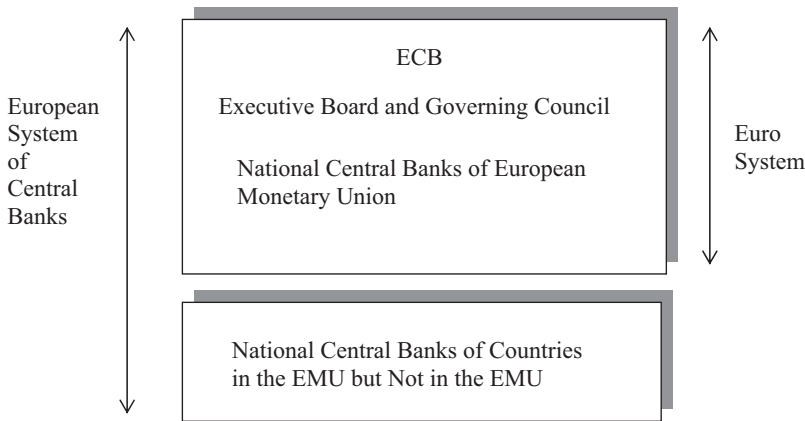 European
System
of
Central
Banks
ECB
Executive Board and Governing Council
National Central Banks of European
Monetary Union
Euro
System
National Central Banks of Countries
in the EMU but Not in the EMU